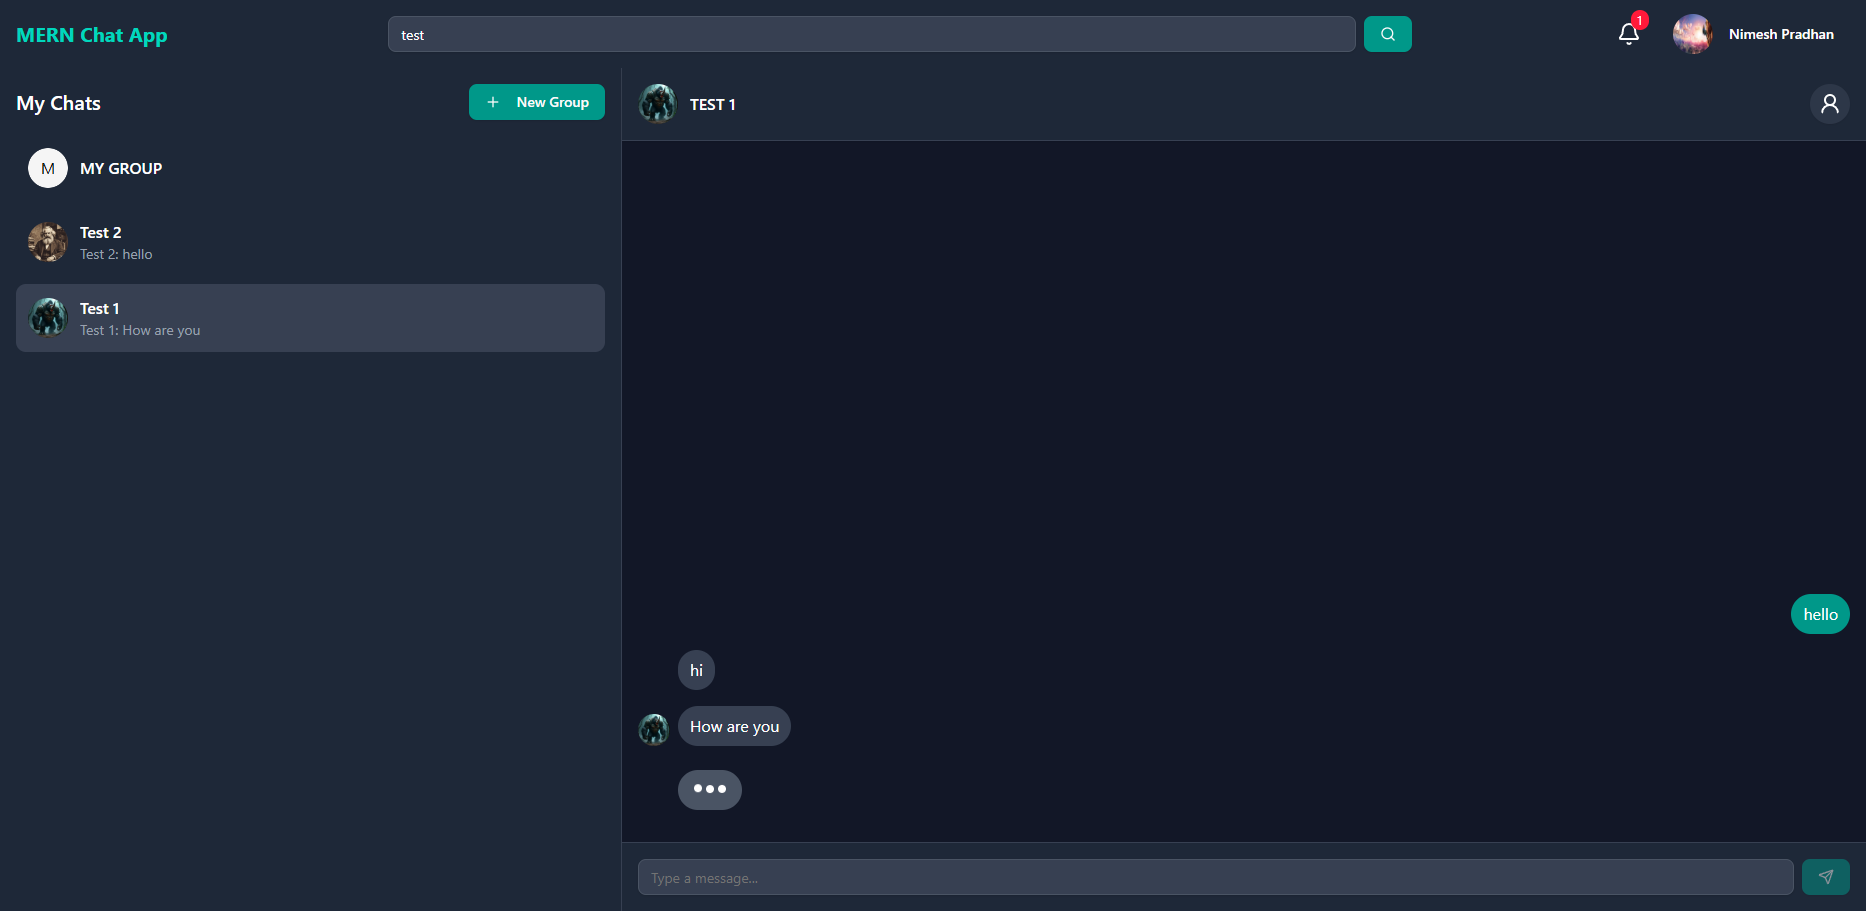 MERN Chat App
test
1
Nimesh Pradhan
My Chats
New Group
M
MY GROUP
Test 2
Test 2: hello
Test 1
Test 1: How are you
TEST 1
hello
hi
How are you
Type a message...